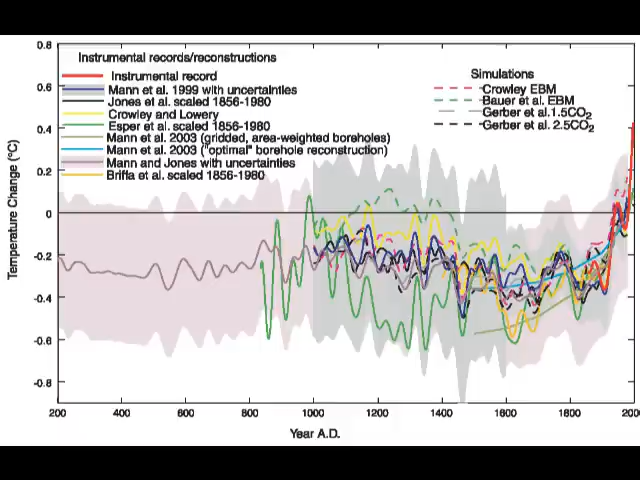 Instrumental records/reconstructions
Instrumental record
Mann et al. 1999 with uncertainties
Jones et al. scaled 1856-1980
Crowley and Lowery
Esper et al. scaled 1856-1980
Mann et al. 2003 (gridded, area-weighted boreholes)
Mann et al. 2003 ("optimal" borehole reconstruction)
Mann and Jones with uncertainties
Briffa et al. scaled 1856-1980
Simulations
Crowley EBM
Bauer et al. EBM
Gerber et al.1.5CO2
Gerber et al. 2.5CO2
Temperature Change (°C)
0.8
0.6
0.4
0.2
0
-0.2
-0.4
-0.6
-0.8
200 400 600 800 1000 1200 1400 1600 1800 2000
Year A.D.